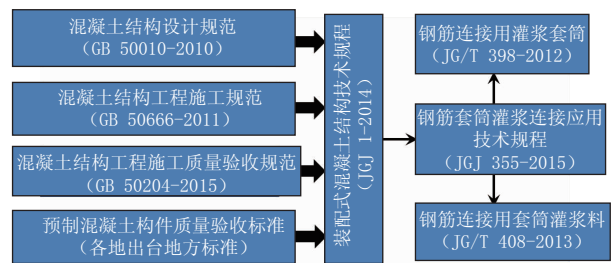 混凝土结构设计规范
(GB 50010-2010)
混凝土结构工程施工规范
(GB 50666-2011)
混凝土结构工程施工质量验收规范
(GB 50204-2015)
预制混凝土构件质量验收标准
(各地出台地方标准)
装配式混凝土结构技术规程
(JGJ 1-2014)
钢筋连接用灌浆套筒
(JG/T 398-2012)
钢筋套筒灌浆连接应用
技术规程
(JGJ 355-2015)
钢筋连接用套筒灌浆料
(JG/T 408-2013)